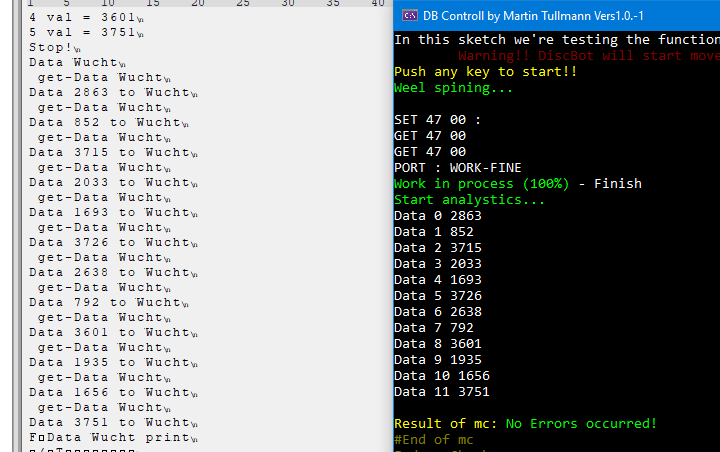 1 5 10 15 20 25 30 35 40
4 val = 3601\n
5 val = 3751\n
Stop!\n
Data Wucht\n
get-Data Wucht\n
Data 2863 to Wucht\n
get-Data Wucht\n
Data 852 to Wucht\n
get-Data Wucht\n
Data 3715 to Wucht\n
get-Data Wucht\n
Data 2033 to Wucht\n
get-Data Wucht\n
Data 1693 to Wucht\n
get-Data Wucht\n
Data 3726 to Wucht\n
get-Data Wucht\n
Data 2638 to Wucht\n
get-Data Wucht\n
Data 792 to Wucht\n
get-Data Wucht\n
Data 3601 to Wucht\n
get-Data Wucht\n
Data 1935 to Wucht\n
get-Data Wucht\n
Data 1656 to Wucht\n
get-Data Wucht\n
Data 3751 to Wucht\n
F Data Wucht print\n
DB Controll by Martin Tullmann Vers1.0.-1
In this sketch we're testing the function
Warning!! DiscBot will start move
Push any key to start!!
Weel spining...
SET 47 00 :
GET 47 00
GET 47 00
PORT : WORK-FINE
Work in process (100%) - Finish
Start analystics...
Data 0 2863
Data 1 852
Data 2 3715
Data 3 2033
Data 4 1693
Data 5 3726
Data 6 2638
Data 7 792
Data 8 3601
Data 9 1935
Data 10 1656
Data 11 3751
Result of mc: No Errors occurred!
#End of mc